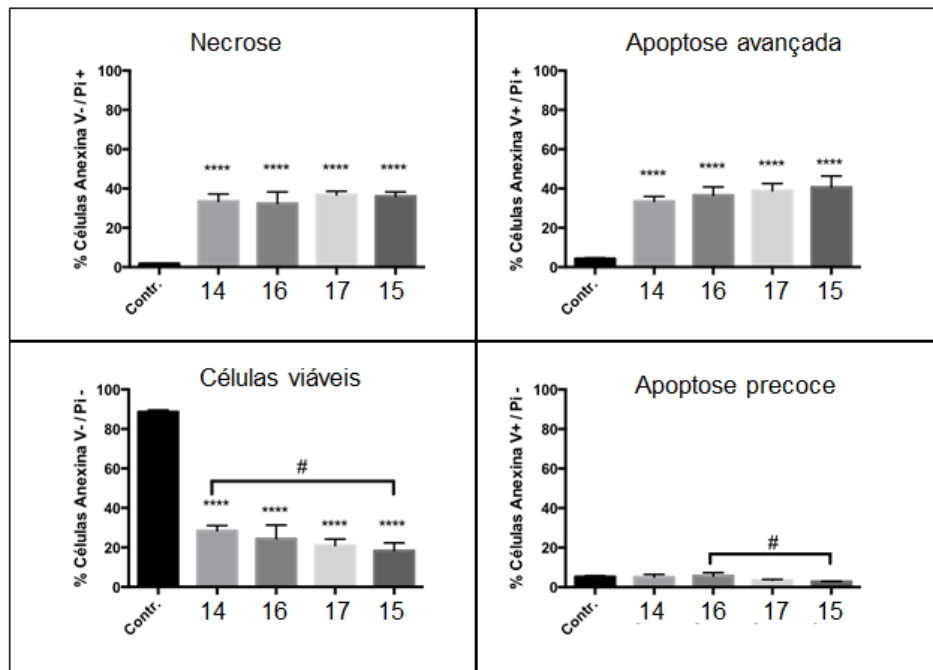 Necrose
% Células Anexina V- / Pi +
100
80
60
40
20
0
**** **** **** ****
Contr. 14 16 17 15
Apoptose avançada
% Células Anexina V+ / Pi +
100
80
60
40
20
0
**** **** **** ****
Contr. 14 16 17 15
Células viáveis
% Células Anexina V- / Pi -
100
80
60
40
20
0
#
**** **** **** ****
Contr. 14 16 17 15
Apoptose precoce
% Células Anexina V+ / Pi -
100
80
60
40
20
0
#
Contr. 14 16 17 15